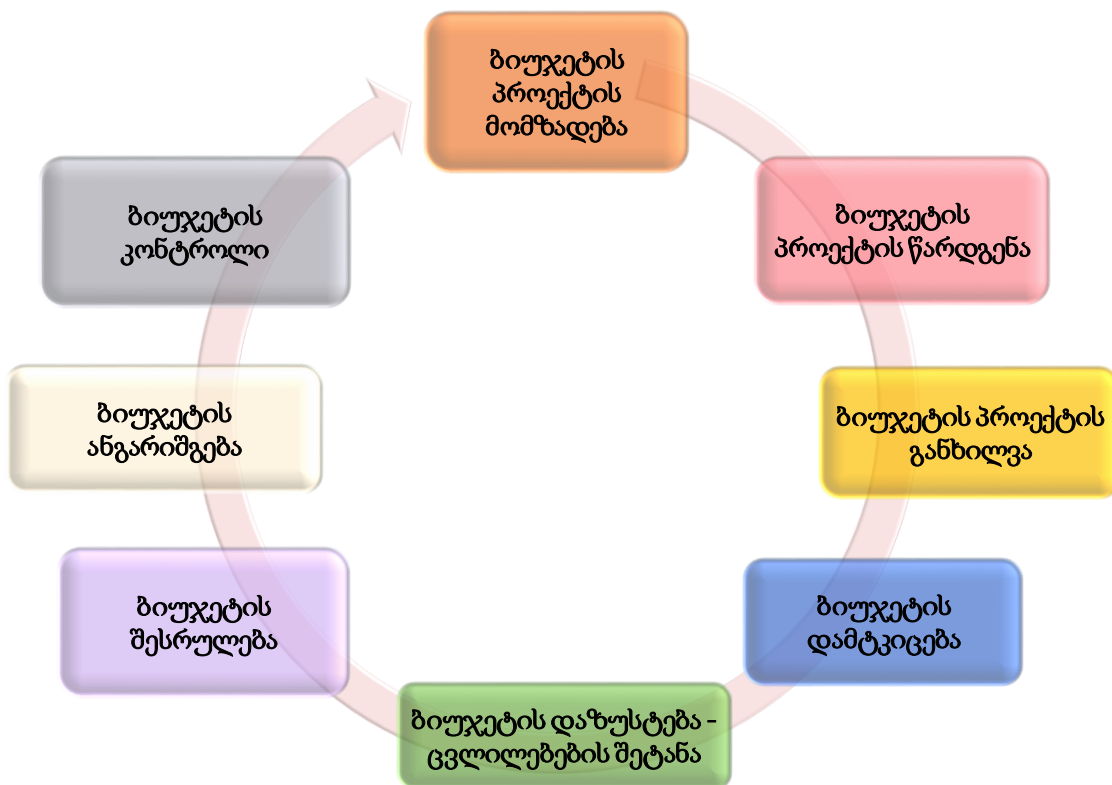 ბიუჯეტის
პროექტის
მომზადება
ბიუჯეტის
პროექტის წარდგენა
ბიუჯეტის პროექტის
განხილვა
ბიუჯეტის
დამტკიცება
ბიუჯეტის დაზუსტება –
ცვლილებების შეტანა
ბიუჯეტის
შესრულება
ბიუჯეტის
ანგარიშგება
ბიუჯეტის
კონტროლი